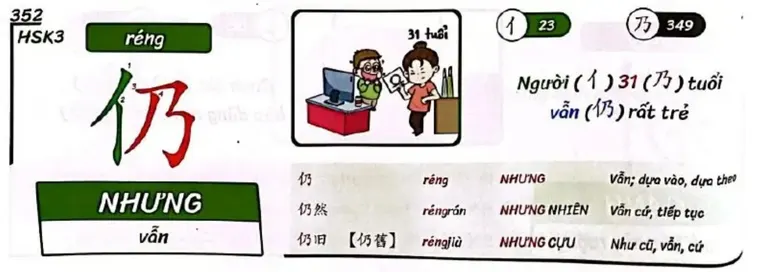 352
HSK3
réng
仍
NHƯNG
vẫn
31 tuổi
亻 23
乃 349
Người (亻) 31 (乃) tuổi
vẫn (仍) rất trẻ
仍 réng NHƯNG Vẫn; dựa vào, dựa theo
仍然 réngrán NHƯNG NHIÊN Vẫn cứ, tiếp tục
仍旧 【仍舊】 réngjiù NHƯNG CỰU Như cũ, vẫn, cứ